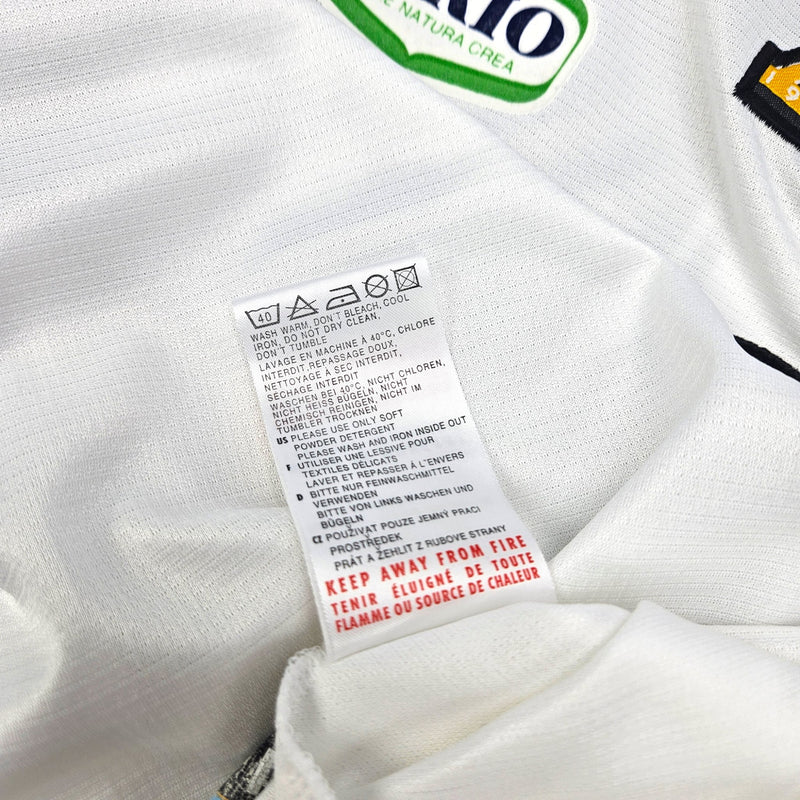 RIO
E NATURA CREA
19
40
WASH WARM, DON'T BLEACH, COOL
IRON, DO NOT DRY CLEAN,
DON'T TUMBLE
LAVAGE EN MACHINE À 40°C, CHLORE
INTERDIT,REPASSAGE DOUX,
NETTOYAGE A SEC INTERDIT,
SÉCHAGE INTERDIT
WASCHEN BEI 40°C, NICHT CHLOREN,
NICHT HEISS BÜGELN, NICHT
CHEMISCH REINIGEN, NICHT IM
TUMBLER TROCKNEN
US PLEASE USE ONLY SOFT
POWDER DETERGENT
PLEASE WASH AND IRON INSIDE OUT
F UTILISER UNE LESSIVE POUR
TEXTILES DÉLICATS
LAVER ET REPASSER À L'ENVERS
D BITTE NUR FEINWASCHMITTEL
VERWENDEN
BITTE VON LINKS WASCHEN UND
BÜGELN
CZ POUŽÍVAT POUZE JEMNÝ PRACI
PROSTŘEDEK
PRÁT A ŽEHLIT Z RUBOVE STRANY
KEEP AWAY FROM FIRE
TENIR ÉLUIGNÉ DE TOUTE
FLAMME OU SOURCE DE CHALEUR